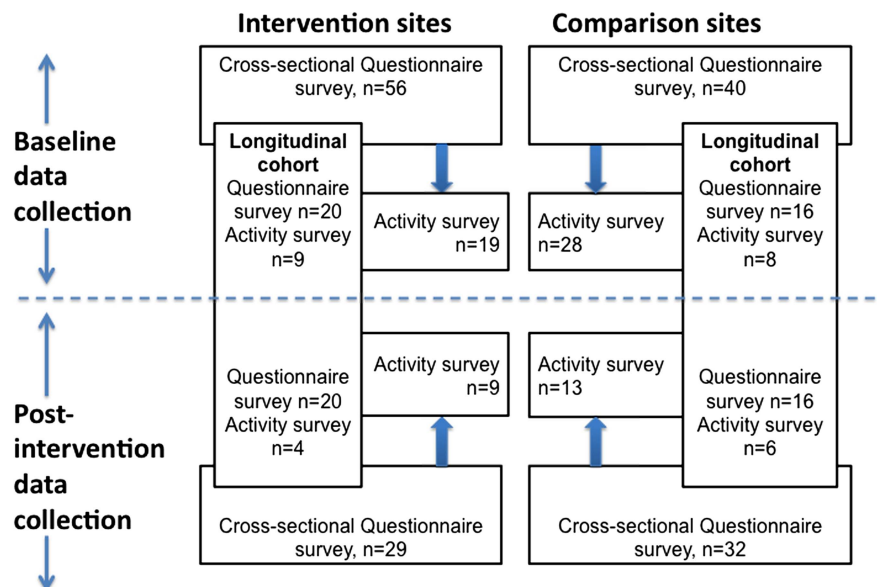 Intervention sites
Comparison sites
Baseline
data
collection
Cross-sectional Questionnaire
survey, n=56
Cross-sectional Questionnaire
survey, n=40
Longitudinal
cohort
Questionnaire
survey n=20
Activity survey
n=9
Activity survey
n=19
Activity survey
n=28
Longitudinal
cohort
Questionnaire
survey n=16
Activity survey
n=8
Post-
intervention
data
collection
Questionnaire
survey n=20
Activity survey
n=4
Activity survey
n=9
Activity survey
n=13
Questionnaire
survey n=16
Activity survey
n=6
Cross-sectional Questionnaire
survey, n=29
Cross-sectional Questionnaire
survey, n=32